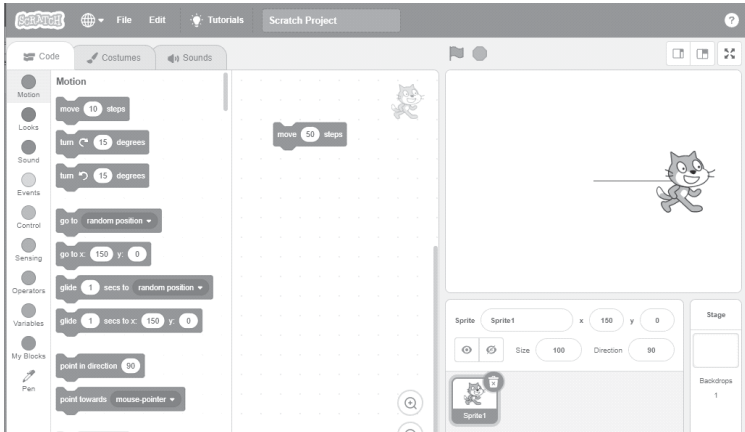 SCRATCH File Edit Tutorials Scratch Project ?
Code Costumes Sounds
Motion
Looks
Sound
Events
Control
Sensing
Operators
Variables
My Blocks
Pen
Motion
move 10 steps
turn 15 degrees
turn 15 degrees
go to random position
go to x: 150 y: 0
glide 1 secs to random position
glide 1 secs to x: 150 y: 0
point in direction 90
point towards mouse-pointer
move 50 steps
Sprite Sprite1 x 150 y 0
Size 100 Direction 90
Sprite1
Stage
Backdrops
1